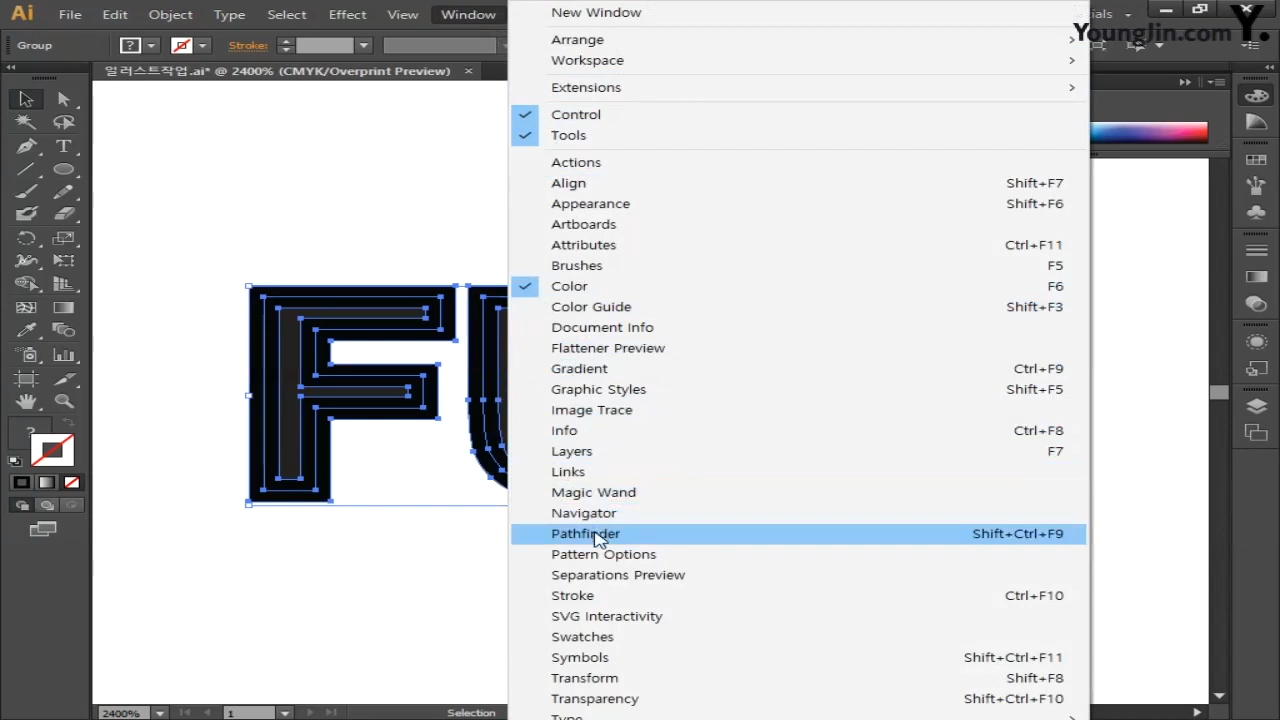 Ai File Edit Object Type Select Effect View Window
YoungJin.com Y.
Group ? Stroke:
일러스트작업.ai* @ 2400% (CMYK/Overprint Preview) ×
New Window
Arrange
Workspace
Extensions
Control
Tools
Actions
Align Shift+F7
Appearance Shift+F6
Artboards
Attributes Ctrl+F11
Brushes F5
Color F6
Color Guide Shift+F3
Document Info
Flattener Preview
Gradient Ctrl+F9
Graphic Styles Shift+F5
Image Trace
Info Ctrl+F8
Layers F7
Links
Magic Wand
Navigator
Pathfinder Shift+Ctrl+F9
Pattern Options
Separations Preview
Stroke Ctrl+F10
SVG Interactivity
Swatches
Symbols Shift+Ctrl+F11
Transform Shift+F8
Transparency Shift+Ctrl+F10
Type
F
?
2400% 1 Selection